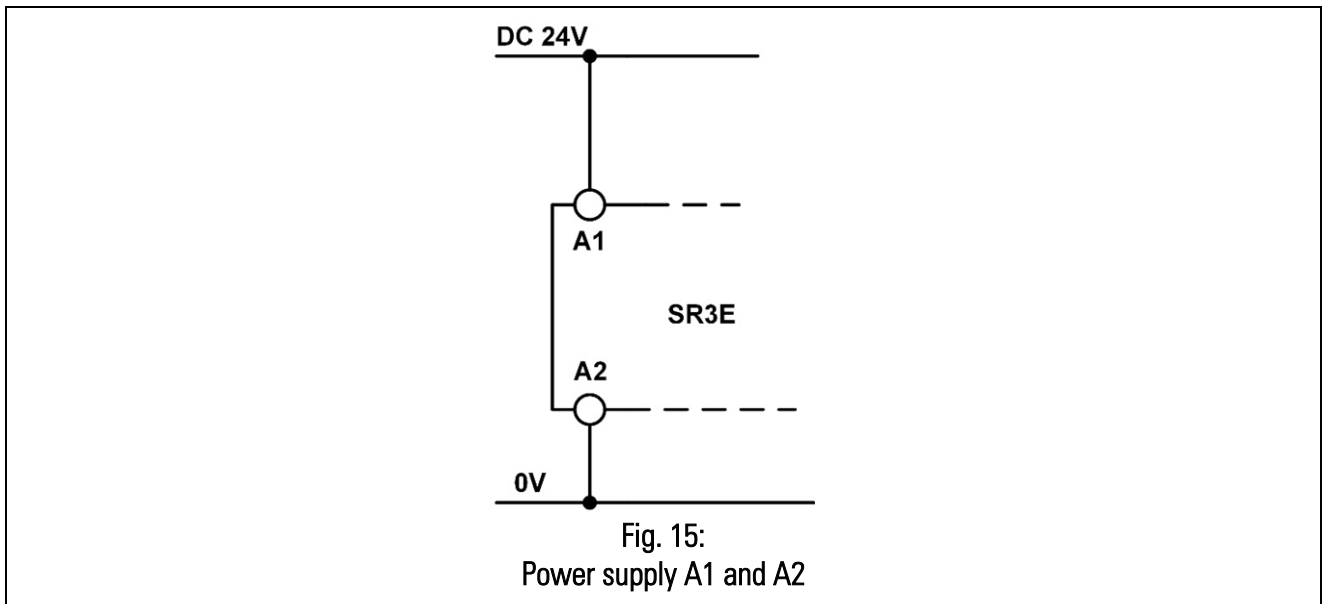 DC 24V
A1
SR3E
A2
0V
Fig. 15:
Power supply A1 and A2